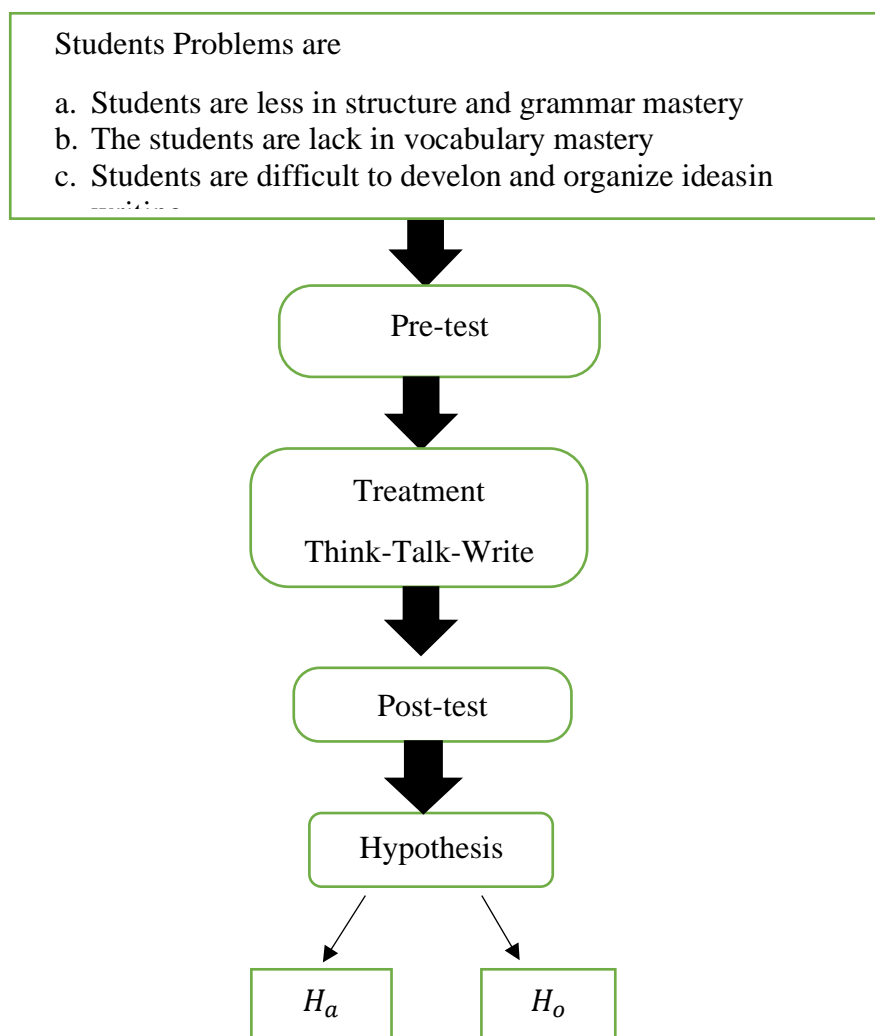 Students Problems are
a. Students are less in structure and grammar mastery
b. The students are lack in vocabulary mastery
c. Students are difficult to develon and organize ideasin
writing
Pre-test
Treatment
Think-Talk-Write
Post-test
Hypothesis
Hₐ
Hₒ